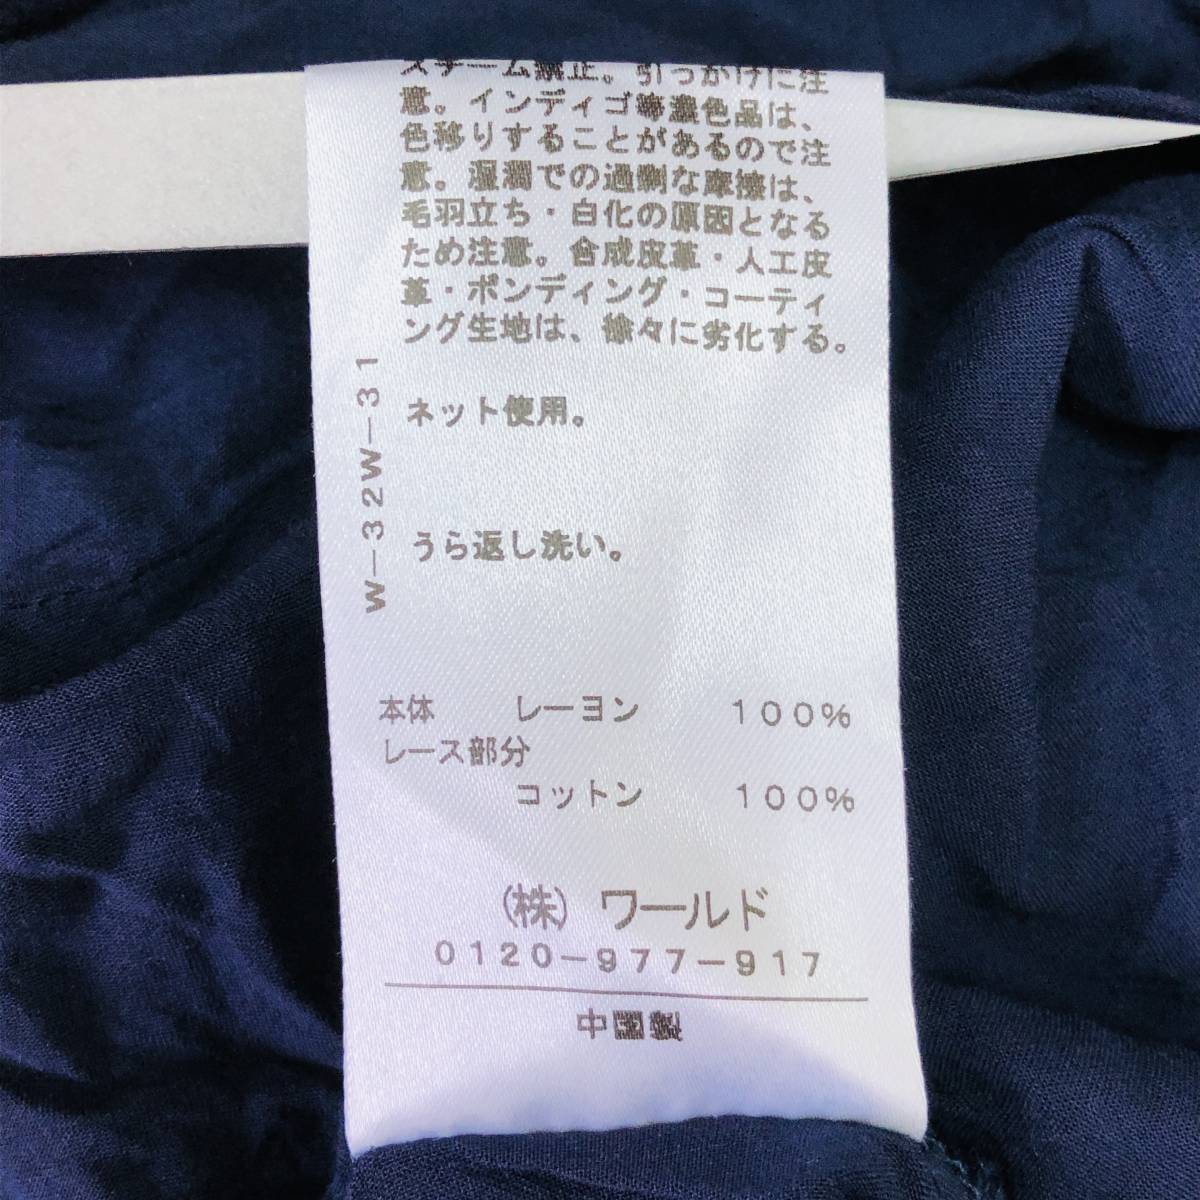 スチーム禁止。引っかけに注
意。インディゴ等濃色品は、
色移りすることがあるので注
意。湿潤での過剰な摩擦は、
毛羽立ち・白化の原因となる
ため注意。合成皮革・人工皮
革・ボンディング・コーティ
ング生地は、徐々に劣化する。
ネット使用。
うら返し洗い。
W-32W-31
本体 レーヨン 100%
レース部分
コットン 100%
(株) ワールド
0120-977-917
中国製